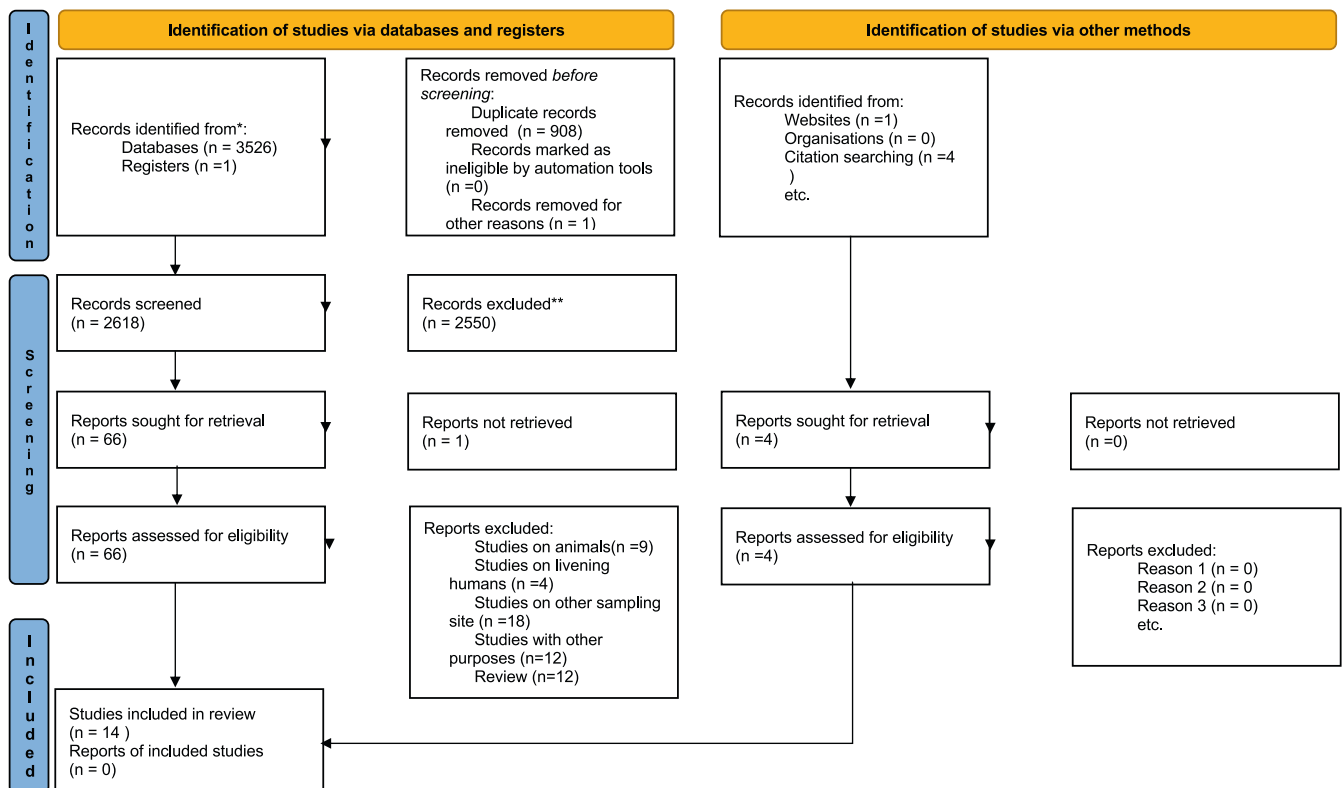 Identification of studies via databases and registers
Identification of studies via other methods
Identification
Records identified from*:
Databases (n = 3526)
Registers (n =1)
Records removed before
screening:
Duplicate records
removed (n = 908)
Records marked as
ineligible by automation tools
(n =0)
Records removed for
other reasons (n = 1)
Records identified from:
Websites (n =1)
Organisations (n = 0)
Citation searching (n =4
)
etc.
Screening
Records screened
(n = 2618)
Records excluded**
(n = 2550)
Reports sought for retrieval
(n = 66)
Reports not retrieved
(n = 1)
Reports sought for retrieval
(n =4)
Reports not retrieved
(n =0)
Reports assessed for eligibility
(n = 66)
Reports excluded:
Studies on animals(n =9)
Studies on livening
humans (n =4)
Studies on other sampling
site (n =18)
Studies with other
purposes (n=12)
Review (n=12)
Reports assessed for eligibility
(n =4)
Reports excluded:
Reason 1 (n = 0)
Reason 2 (n = 0
Reason 3 (n = 0)
etc.
Included
Studies included in review
(n = 14 )
Reports of included studies
(n = 0)